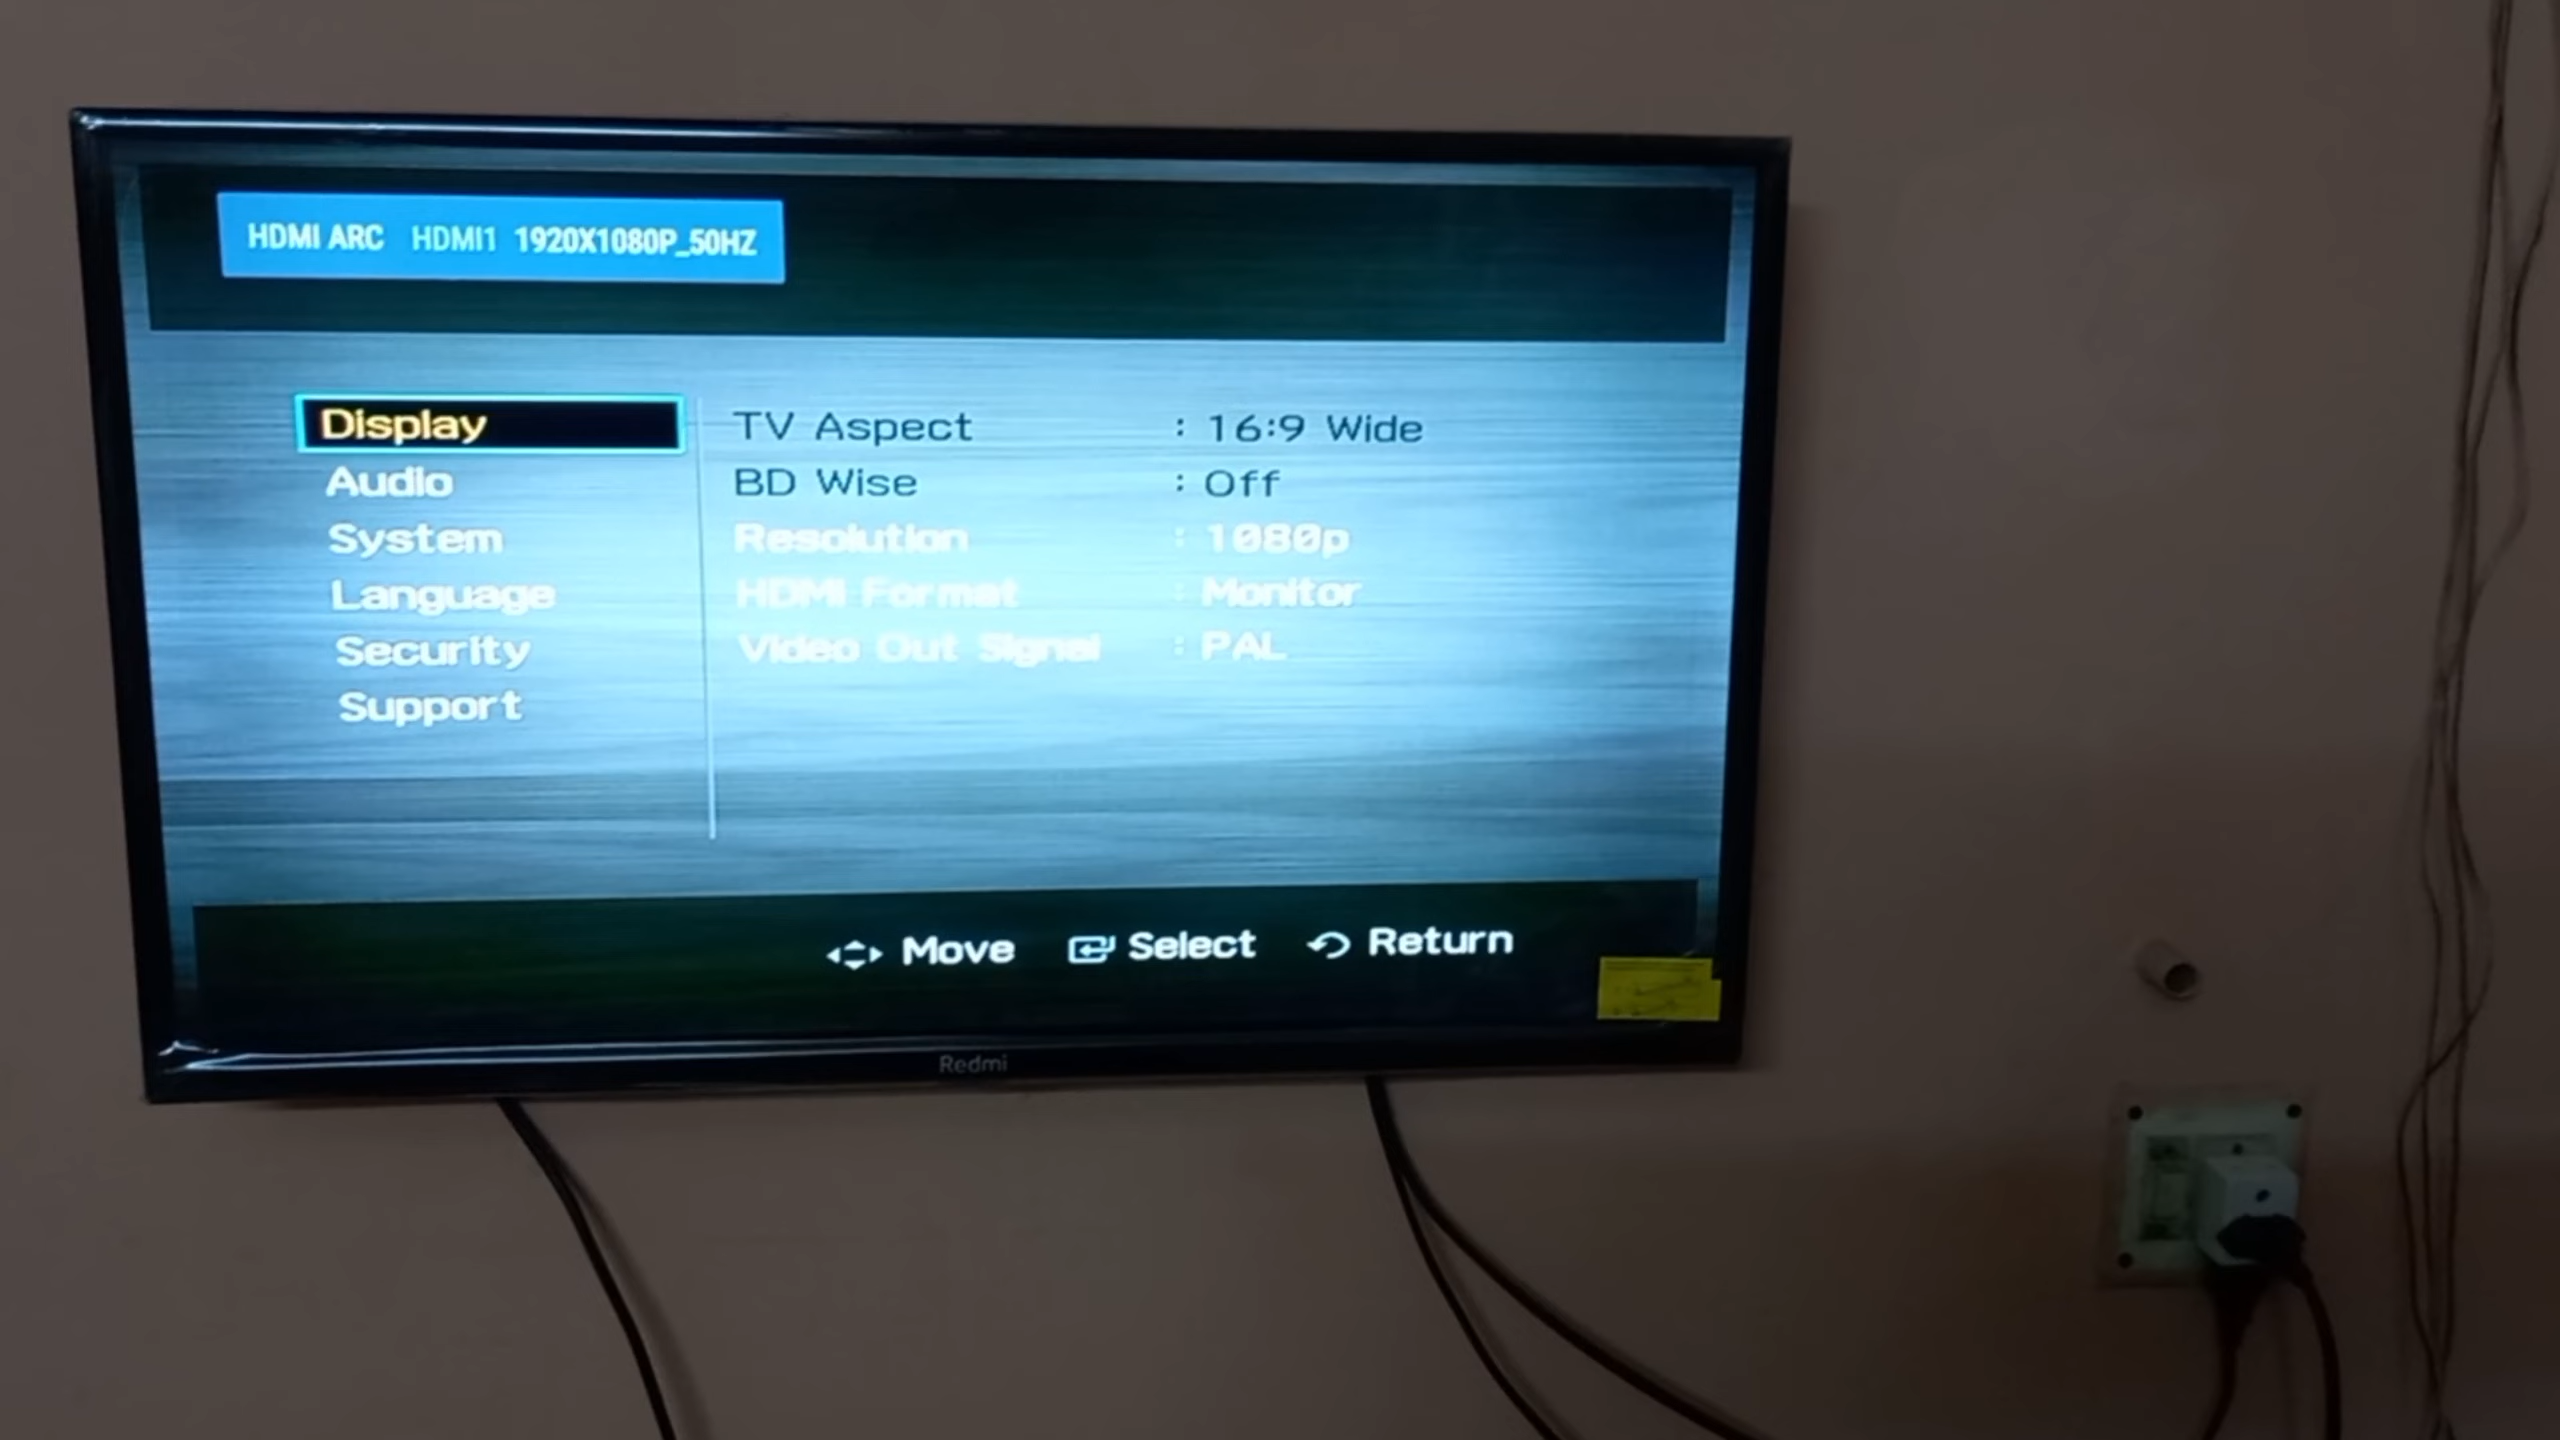 HDMI ARC HDMI1 1920X1080P_50HZ
Display
Audio
System
Language
Security
Support
TV Aspect : 16:9 Wide
BD Wise : Off
Resolution : 1080p
HDMI Format : Monitor
Video Out Signal : PAL
Move Select Return
Redmi